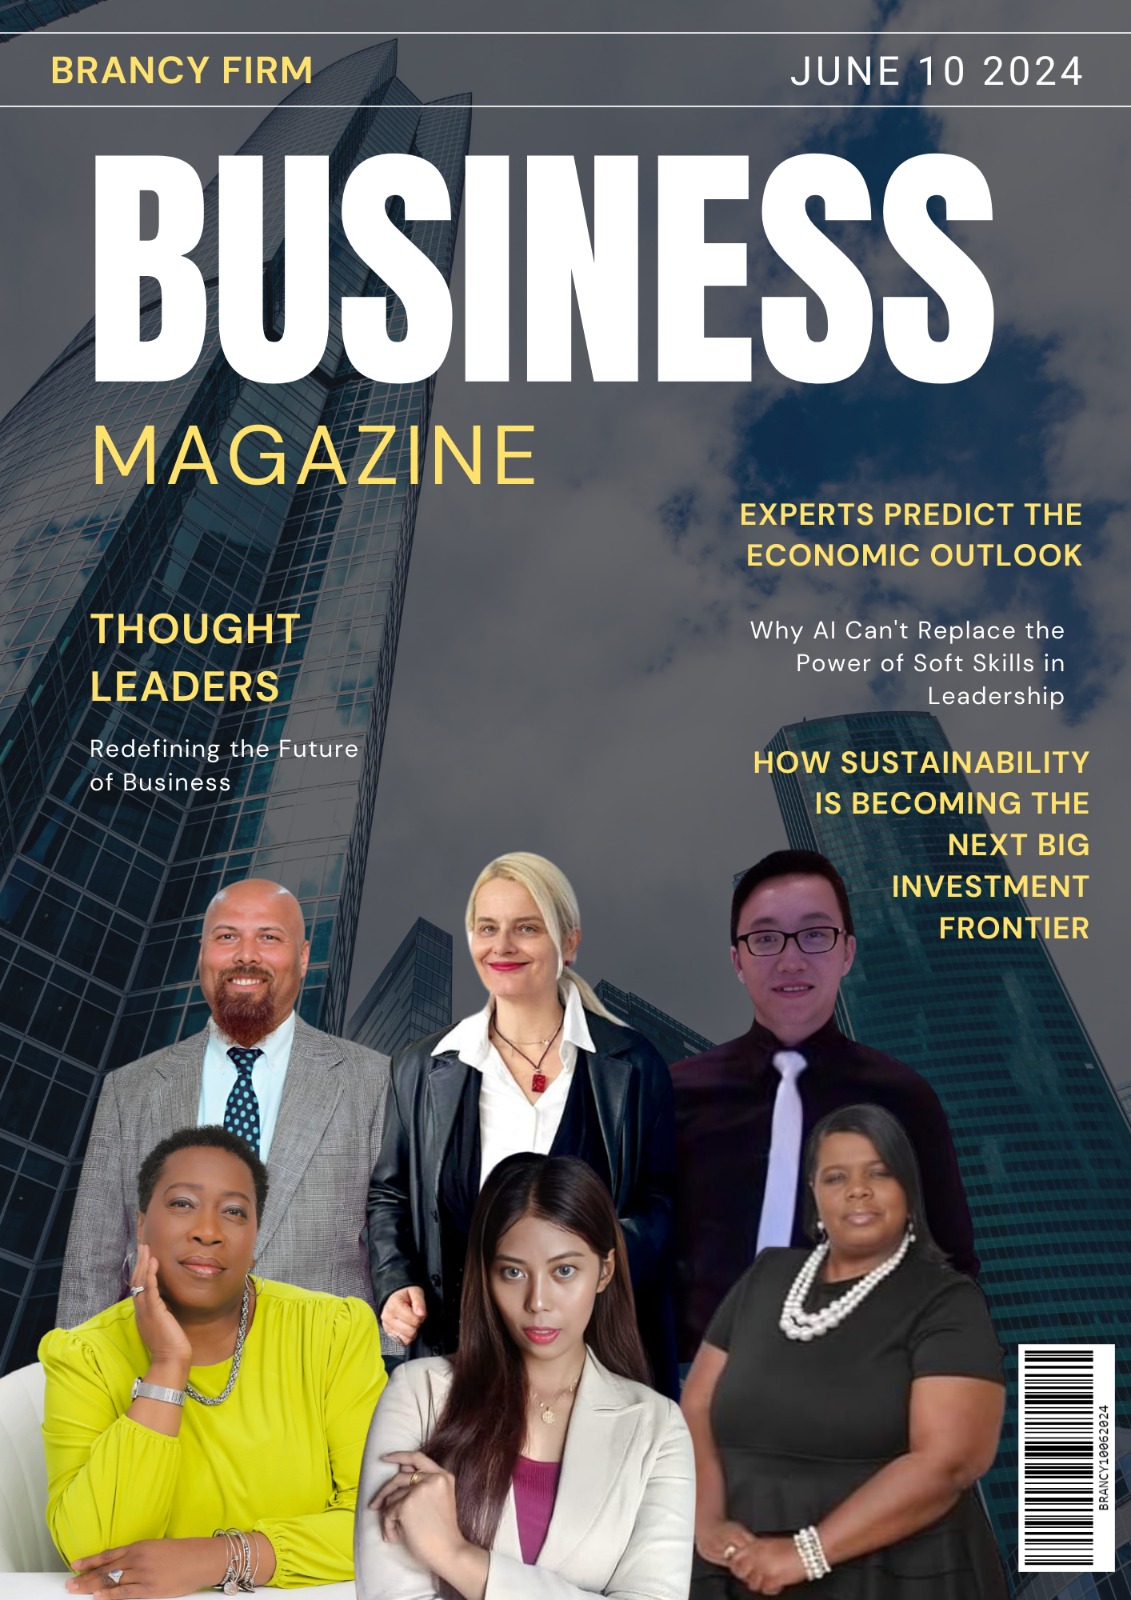 BRANCY FIRM
JUNE 10 2024
BUSINESS
MAGAZINE
EXPERTS PREDICT THE
ECONOMIC OUTLOOK
THOUGHT
LEADERS
Redefining the Future
of Business
Why AI Can't Replace the
Power of Soft Skills in
Leadership
HOW SUSTAINABILITY
IS BECOMING THE
NEXT BIG
INVESTMENT
FRONTIER
BRANCY10062024